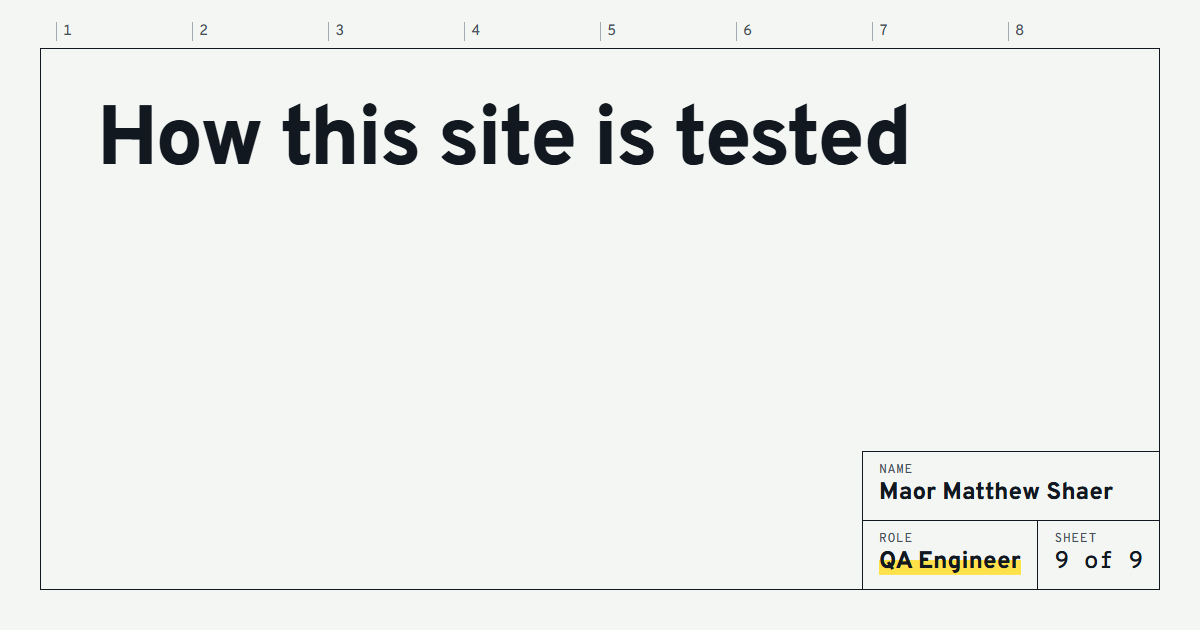 1 2 3 4 5 6 7 8
How this site is tested
NAME
Maor Matthew Shaer
ROLE
QA Engineer
SHEET
9 of 9